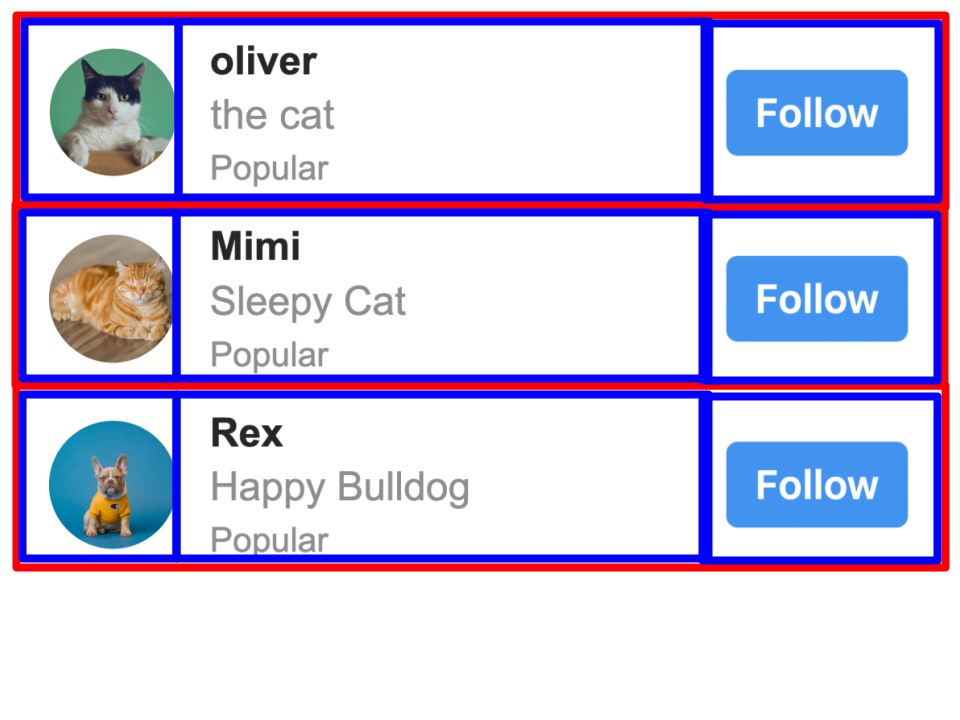 oliver
the cat
Popular
Follow
Mimi
Sleepy Cat
Popular
Follow
Rex
Happy Bulldog
Popular
Follow